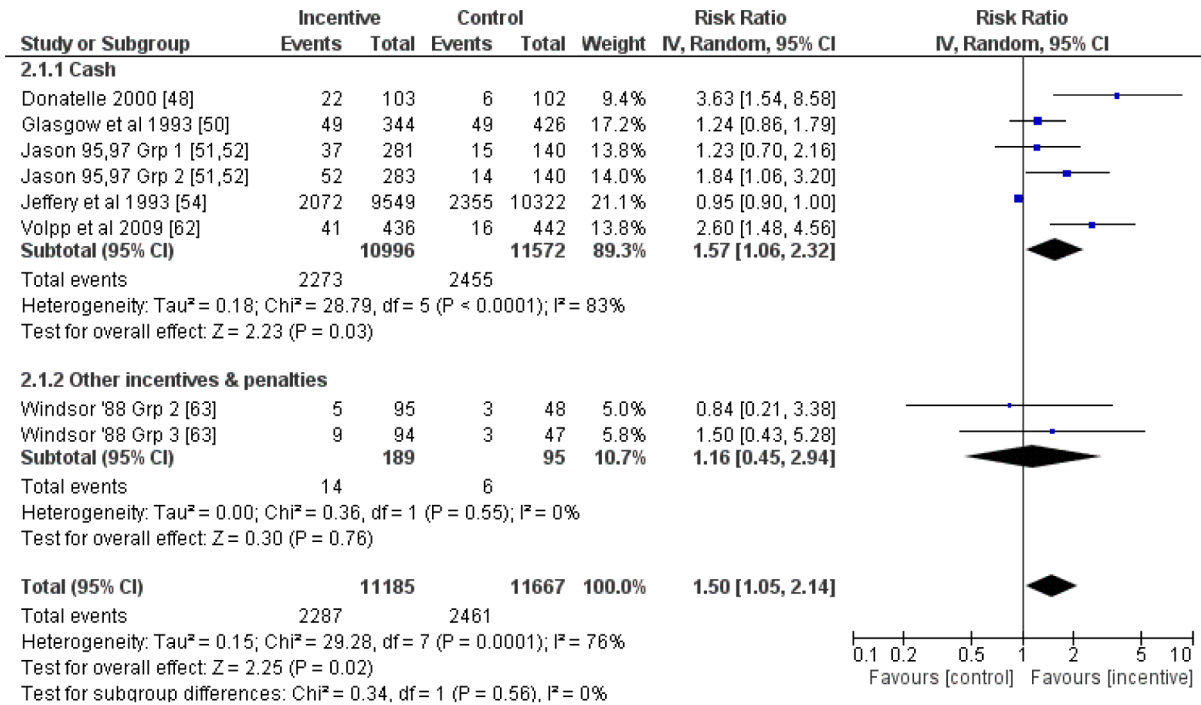 Incentive Control Risk Ratio Risk Ratio
Study or Subgroup Events Total Events Total Weight IV, Random, 95% CI IV, Random, 95% CI
2.1.1 Cash
Donatelle 2000 [48] 22 103 6 102 9.4% 3.63 [1.54, 8.58]
Glasgow et al 1993 [50] 49 344 49 426 17.2% 1.24 [0.86, 1.79]
Jason 95,97 Grp 1 [51,52] 37 281 15 140 13.8% 1.23 [0.70, 2.16]
Jason 95,97 Grp 2 [51,52] 52 283 14 140 14.0% 1.84 [1.06, 3.20]
Jeffery et al 1993 [54] 2072 9549 2355 10322 21.1% 0.95 [0.90, 1.00]
Volpp et al 2009 [62] 41 436 16 442 13.8% 2.60 [1.48, 4.56]
Subtotal (95% CI) 10996 11572 89.3% 1.57 [1.06, 2.32]
Total events 2273 2455
Heterogeneity: Tau² = 0.18; Chi² = 28.79, df = 5 (P < 0.0001); I² = 83%
Test for overall effect: Z = 2.23 (P = 0.03)
2.1.2 Other incentives & penalties
Windsor '88 Grp 2 [63] 5 95 3 48 5.0% 0.84 [0.21, 3.38]
Windsor '88 Grp 3 [63] 9 94 3 47 5.8% 1.50 [0.43, 5.28]
Subtotal (95% CI) 189 95 10.7% 1.16 [0.45, 2.94]
Total events 14 6
Heterogeneity: Tau² = 0.00; Chi² = 0.36, df = 1 (P = 0.55); I² = 0%
Test for overall effect: Z = 0.30 (P = 0.76)
Total (95% CI) 11185 11667 100.0% 1.50 [1.05, 2.14]
Total events 2287 2461
Heterogeneity: Tau² = 0.15; Chi² = 29.28, df = 7 (P = 0.0001); I² = 76%
Test for overall effect: Z = 2.25 (P = 0.02)
Test for subgroup differences: Chi² = 0.34, df = 1 (P = 0.56), I² = 0%
0.1 0.2 0.5 1 2 5 10
Favours [control] Favours [incentive]